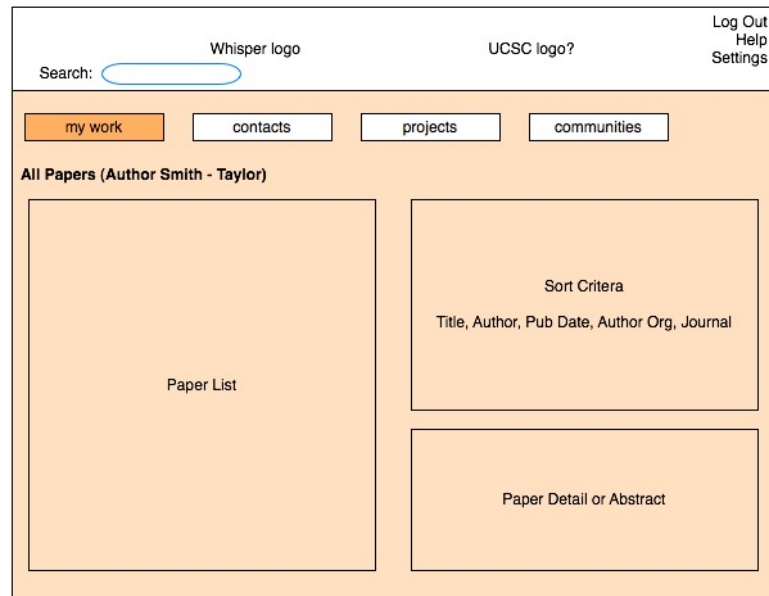 Log Out
Whisper logo
UCSC logo?
Help
Settings
Search:
my work
contacts
projects
communities
All Papers (Author Smith - Taylor)
Paper List
Sort Critera
Title, Author, Pub Date, Author Org, Journal
Paper Detail or Abstract